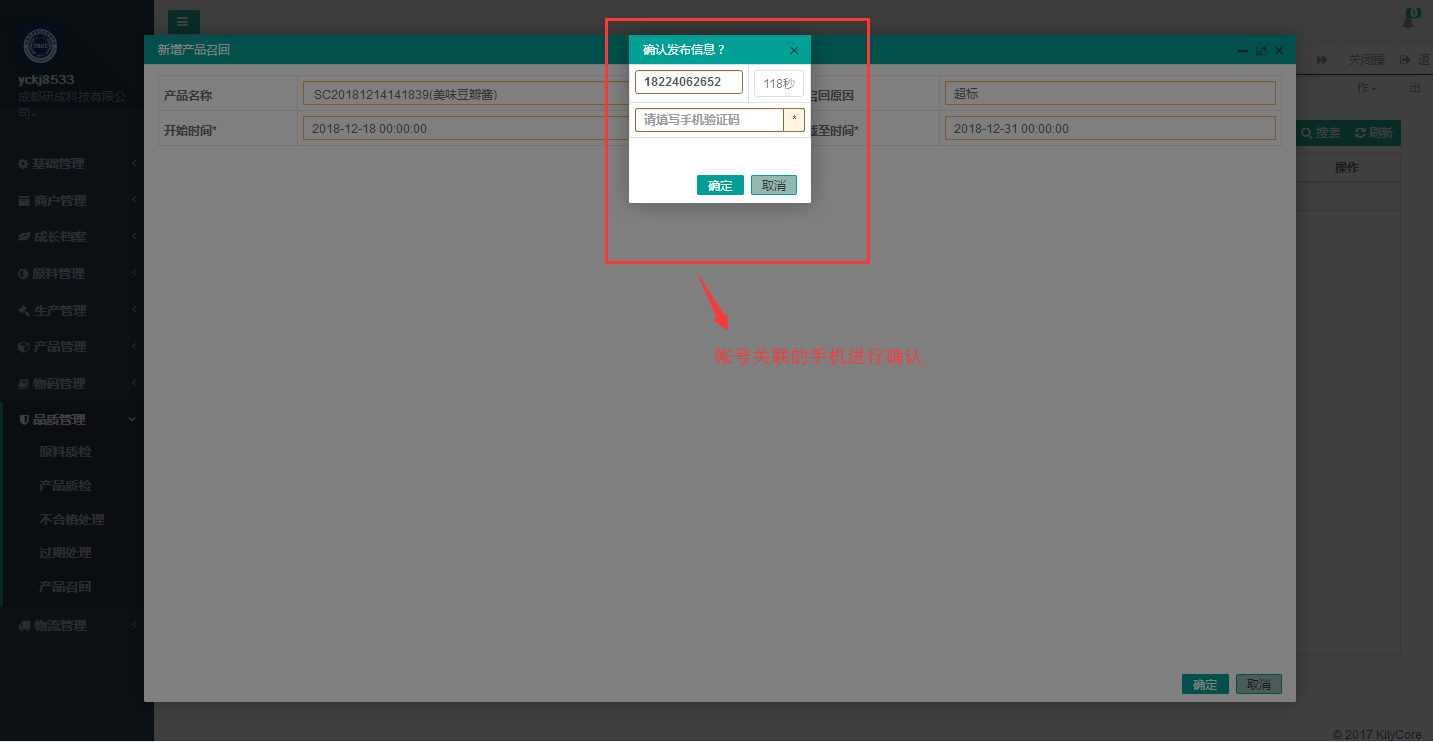 yckj8533
成都研成科技有限公
司
基础管理
商户管理
成长档案
原料管理
生产管理
产品管理
物码管理
品质管理
原料质检
产品质检
不合格处理
过期处理
产品召回
物流管理
0
关闭操
作
退
出
搜索
刷新
操作
新增产品召回
产品名称
SC20181214141839(美味豆瓣酱)
召回原因
超标
开始时间*
2018-12-18 00:00:00
截至时间*
2018-12-31 00:00:00
确认发布信息？
18224062652
118秒
请填写手机验证码
*
确定
取消
帐号关联的手机进行确认
确定
取消
© 2017 KilyCore